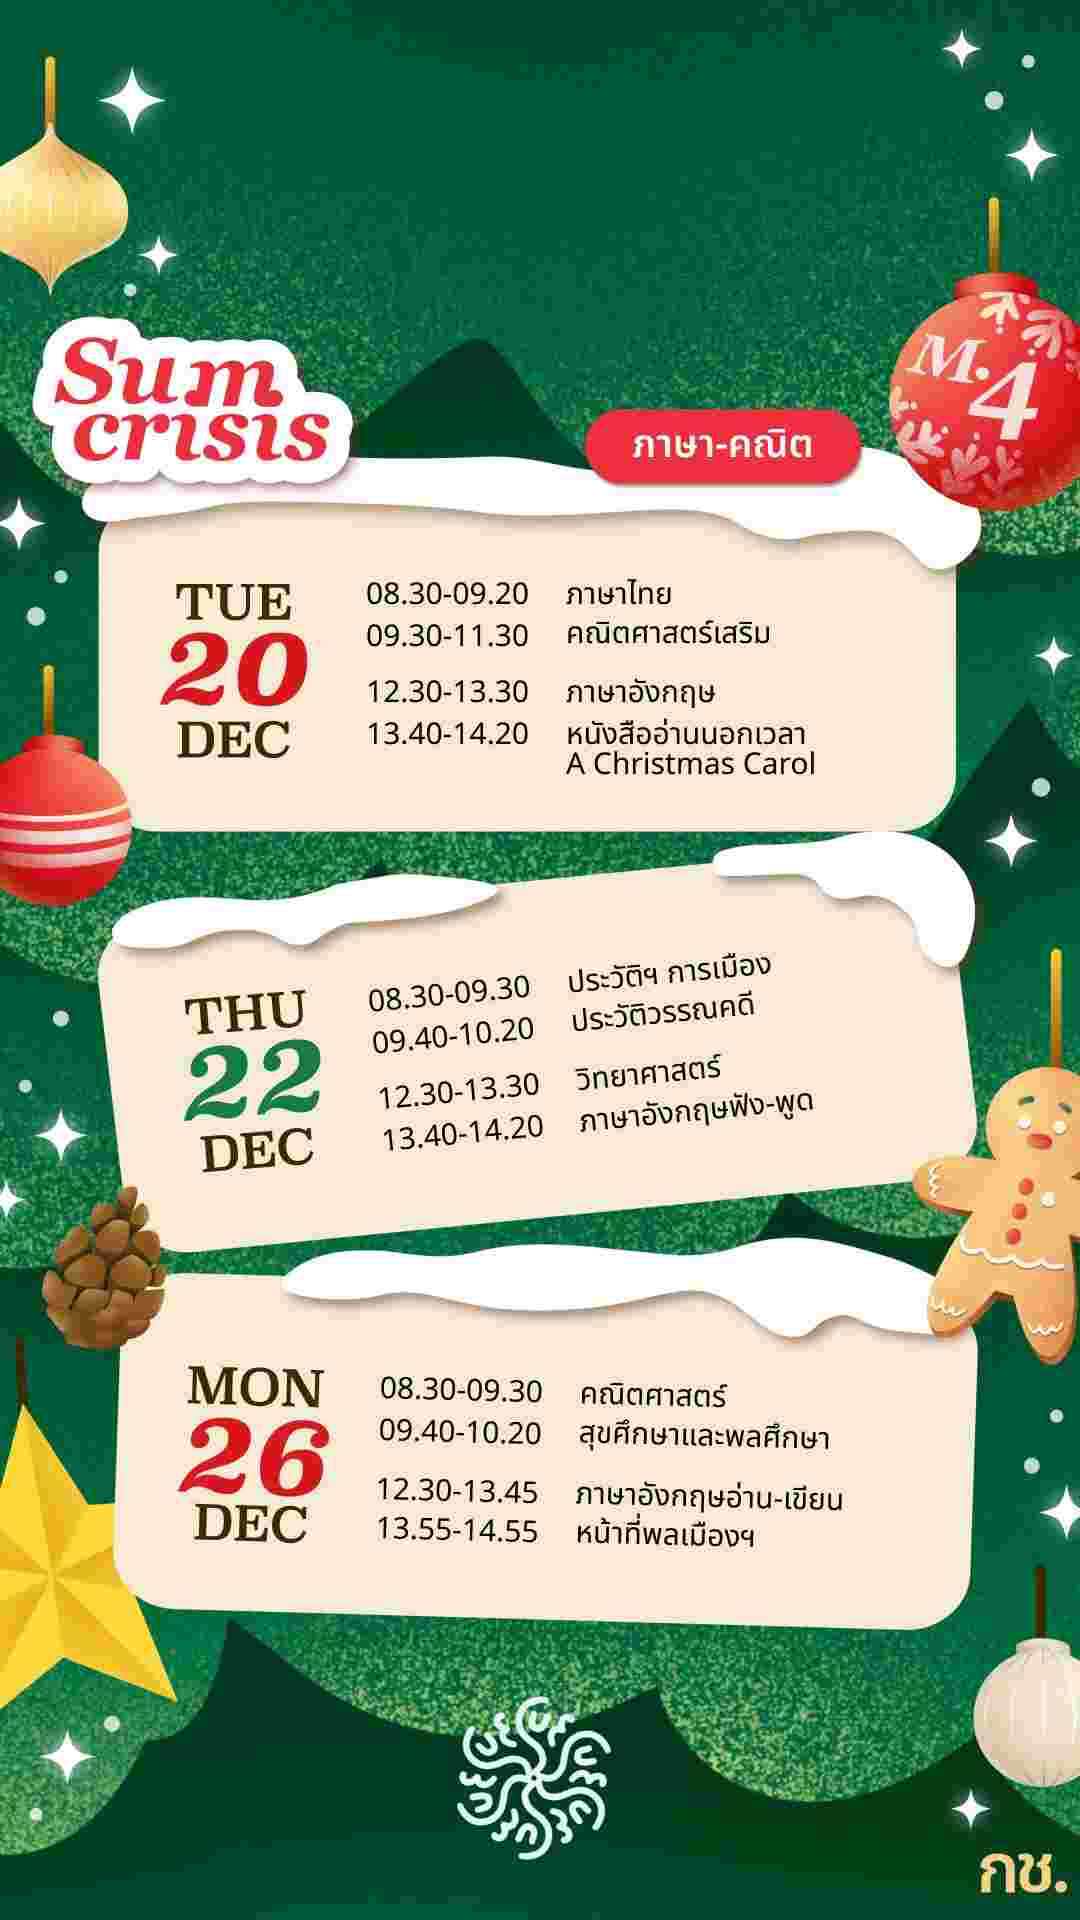 Sum
crisis
M.4
ภาษา-คณิต
TUE
20
DEC
08.30-09.20 ภาษาไทย
09.30-11.30 คณิตศาสตร์เสริม
12.30-13.30 ภาษาอังกฤษ
13.40-14.20 หนังสืออ่านนอกเวลา
A Christmas Carol
THU
22
DEC
08.30-09.30 ประวัติฯ การเมือง
09.40-10.20 ประวัติวรรณคดี
12.30-13.30 วิทยาศาสตร์
13.40-14.20 ภาษาอังกฤษฟัง-พูด
MON
26
DEC
08.30-09.30 คณิตศาสตร์
09.40-10.20 สุขศึกษาและพลศึกษา
12.30-13.45 ภาษาอังกฤษอ่าน-เขียน
13.55-14.55 หน้าที่พลเมืองฯ
กช.